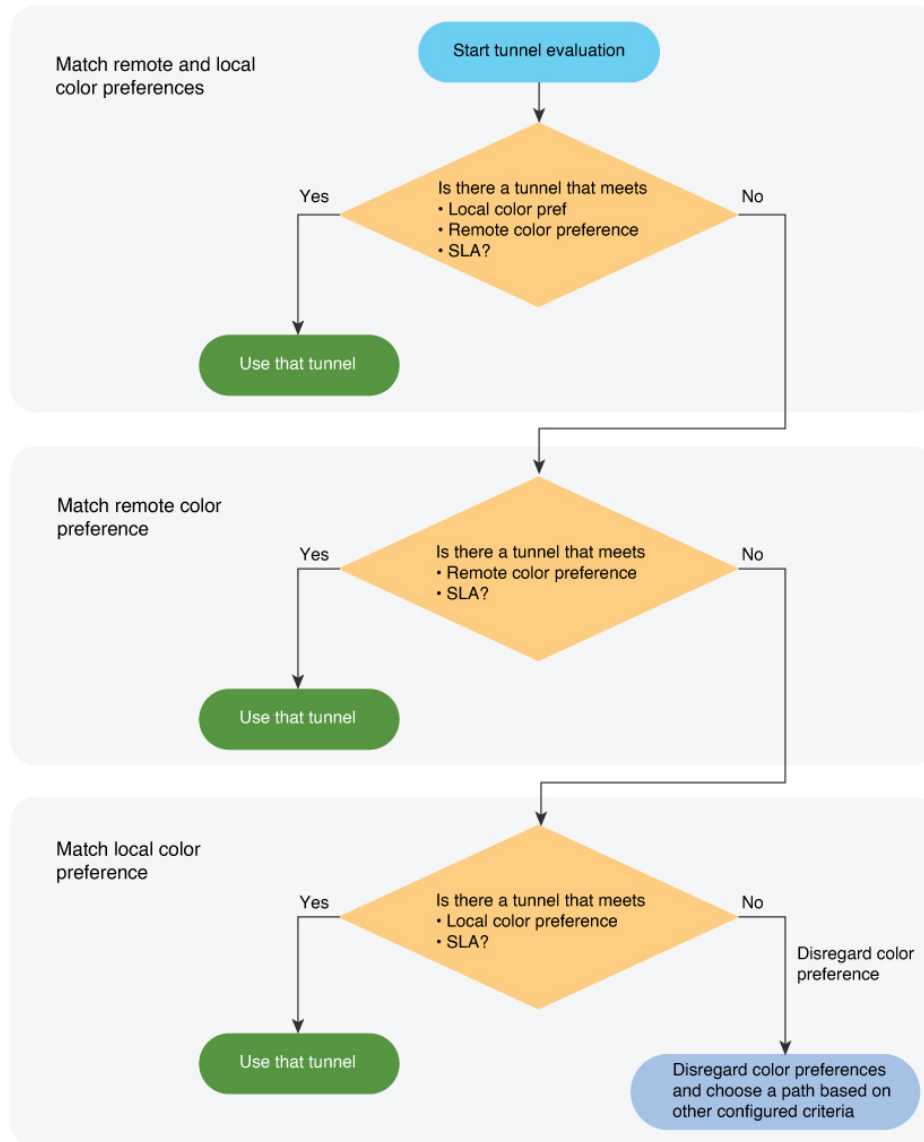 Start tunnel evaluation
Match remote and local
color preferences
Is there a tunnel that meets
• Local color pref
• Remote color preference
• SLA?
Yes
No
Use that tunnel
Match remote color
preference
Is there a tunnel that meets
• Remote color preference
• SLA?
Yes
No
Use that tunnel
Match local color
preference
Is there a tunnel that meets
• Local color preference
• SLA?
Yes
No
Disregard color
preference
Use that tunnel
Disregard color preferences
and choose a path based on
other configured criteria